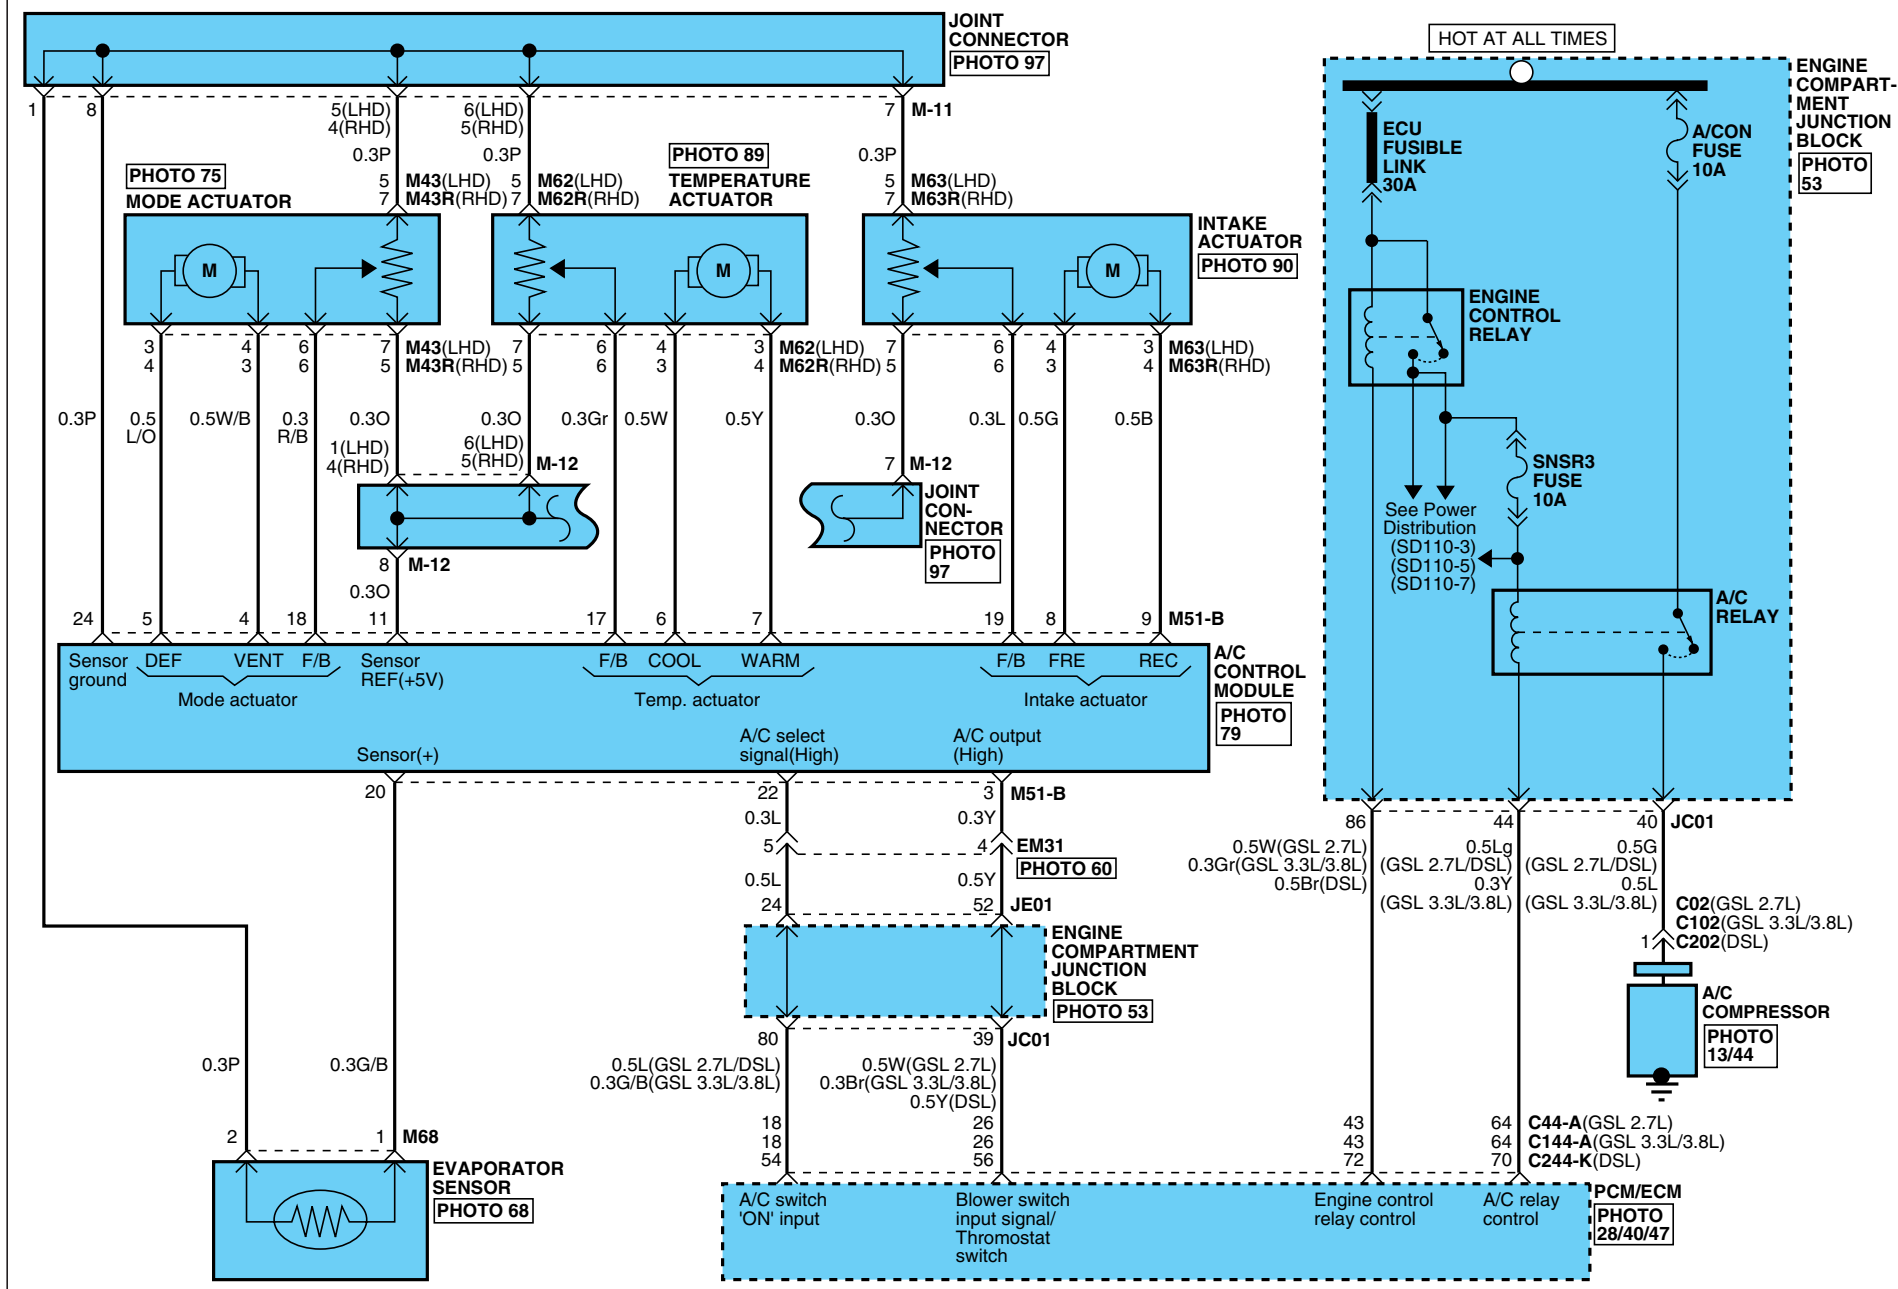 JOINT
CONNECTOR
PHOTO 97
HOT AT ALL TIMES
ENGINE
COMPART-
MENT
JUNCTION
BLOCK
PHOTO
53
1
8
5(LHD)
4(RHD)
6(LHD)
5(RHD)
7
M-11
0.3P
0.3P
0.3P
ECU
FUSIBLE
LINK
30A
A/CON
FUSE
10A
PHOTO 75
MODE ACTUATOR
5
7
M43(LHD)
M43R(RHD)
5
7
M62(LHD)
M62R(RHD)
PHOTO 89
TEMPERATURE
ACTUATOR
5
7
M63(LHD)
M63R(RHD)
INTAKE
ACTUATOR
PHOTO 90
M
M
M
ENGINE
CONTROL
RELAY
3 4 6 7 M43(LHD) 7 6 4 3 M62(LHD) 7 6 4 3 M63(LHD)
4 3 6 5 M43R(RHD) 5 6 3 4 M62R(RHD) 5 6 3 4 M63R(RHD)
0.3P
0.5
L/O
0.5W/B
0.3
R/B
0.3O
0.3O
0.3Gr
0.5W
0.5Y
0.3O
0.3L
0.5G
0.5B
1(LHD)
4(RHD)
6(LHD)
5(RHD)
M-12
7
M-12
JOINT
CON-
NECTOR
PHOTO
97
SNSR3
FUSE
10A
See Power
Distribution
(SD110-3)
(SD110-5)
(SD110-7)
8
M-12
0.3O
A/C
RELAY
24 5 4 18 11 17 6 7 19 8 9 M51-B
Sensor
ground
DEF
VENT
F/B
Mode actuator
Sensor
REF(+5V)
F/B
COOL
WARM
Temp. actuator
F/B
FRE
REC
Intake actuator
A/C
CONTROL
MODULE
PHOTO
79
Sensor(+)
A/C select
signal(High)
A/C output
(High)
20
22
3
M51-B
0.3L
0.3Y
5
4
EM31
PHOTO 60
0.5L
0.5Y
24
52
JE01
ENGINE
COMPARTMENT
JUNCTION
BLOCK
PHOTO 53
80
39
JC01
86
44
40
JC01
0.5W(GSL 2.7L)
0.3Gr(GSL 3.3L/3.8L)
0.5Br(DSL)
0.5Lg
(GSL 2.7L/DSL)
0.3Y
(GSL 3.3L/3.8L)
0.5G
(GSL 2.7L/DSL)
0.5L
(GSL 3.3L/3.8L)
C02(GSL 2.7L)
C102(GSL 3.3L/3.8L)
1
C202(DSL)
A/C
COMPRESSOR
PHOTO
13/44
0.3P
0.3G/B
0.5L(GSL 2.7L/DSL)
0.3G/B(GSL 3.3L/3.8L)
0.5W(GSL 2.7L)
0.3Br(GSL 3.3L/3.8L)
0.5Y(DSL)
2
1
M68
EVAPORATOR
SENSOR
PHOTO 68
18 26 43 64 C44-A(GSL 2.7L)
18 26 43 64 C144-A(GSL 3.3L/3.8L)
54 56 72 70 C244-K(DSL)
A/C switch
'ON' input
Blower switch
input signal/
Thromostat
switch
Engine control
relay control
A/C relay
control
PCM/ECM
PHOTO
28/40/47